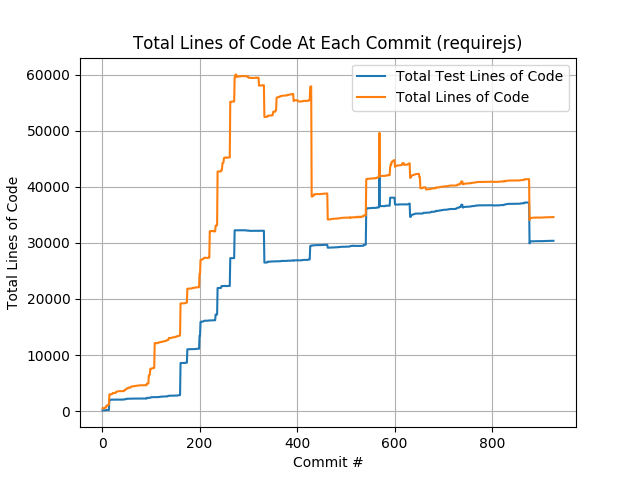 Total Lines of Code At Each Commit (requirejs)
Total Test Lines of Code
Total Lines of Code
Total Lines of Code
60000
50000
40000
30000
20000
10000
0
0 200 400 600 800
Commit #